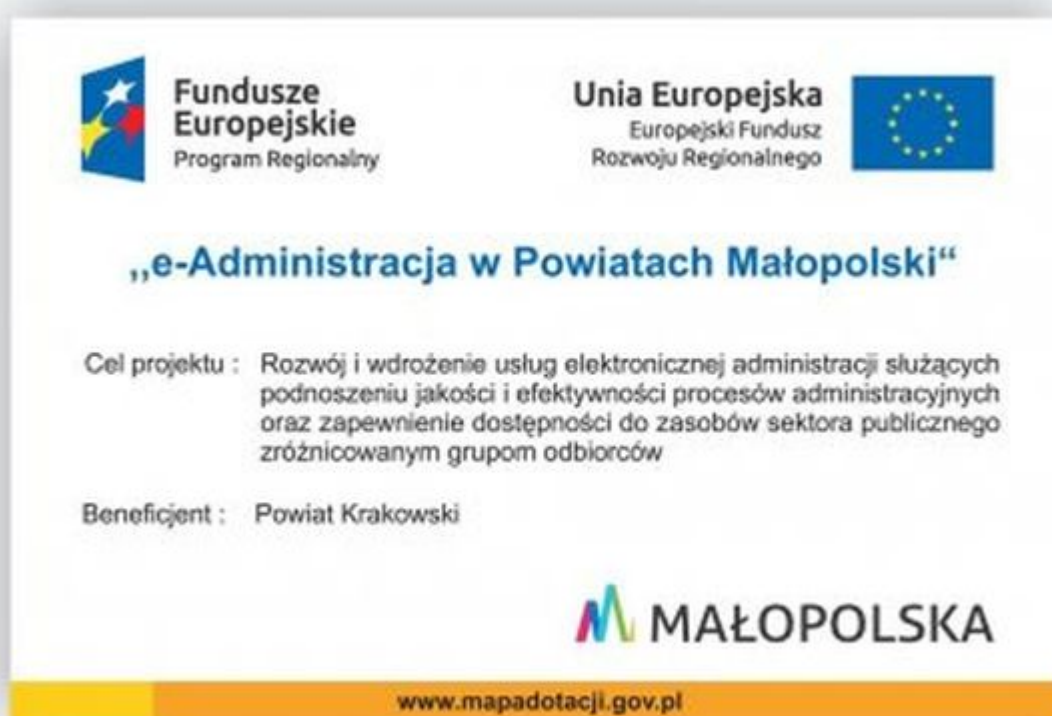 Fundusze
Europejskie
Program Regionalny
Unia Europejska
Europejski Fundusz
Rozwoju Regionalnego
„e-Administracja w Powiatach Małopolski“
Cel projektu : Rozwój i wdrożenie usług elektronicznej administracji służących
podnoszeniu jakości i efektywności procesów administracyjnych
oraz zapewnienie dostępności do zasobów sektora publicznego
zróżnicowanym grupom odbiorców
Beneficjent : Powiat Krakowski
MAŁOPOLSKA
www.mapadotacji.gov.pl